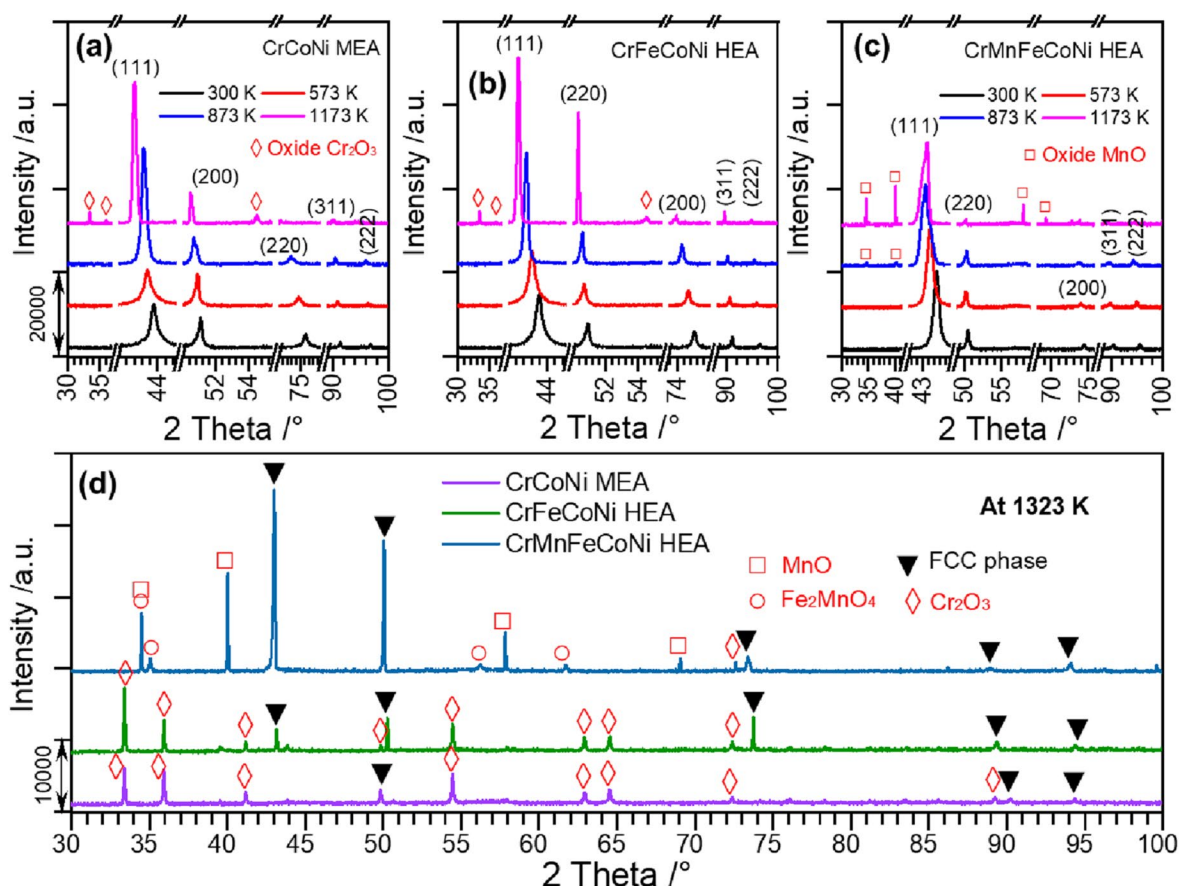 (a)
CrCoNi MEA
(111)
300 K
573 K
873 K
1173 K
Oxide Cr₂O₃
(200)
(220)
(311)
(222)
Intensity /a.u.
20000
30
35
44
52
75
90
100
2 Theta /°
(b)
CrFeCoNi HEA
(111)
(220)
(200)
(311)
(222)
Intensity /a.u.
30
35
44
52
74
90
100
2 Theta /°
(c)
CrMnFeCoNi HEA
300 K
573 K
873 K
1173 K
(111)
Oxide MnO
(220)
(311)
(222)
(200)
Intensity /a.u.
30
35
40
43
50
70
75
90
100
2 Theta /°
(d)
CrCoNi MEA
CrFeCoNi HEA
CrMnFeCoNi HEA
At 1323 K
MnO
FCC phase
Fe₂MnO₄
Cr₂O₃
Intensity /a.u.
10000
30 35 40 45 50 55 60 65 70 75 80 85 90 95 100
2 Theta /°